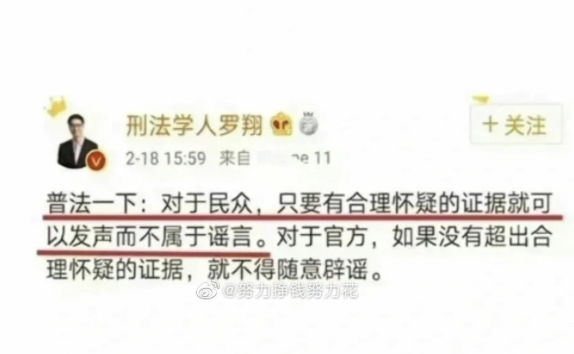 刑法学人罗翔
+关注
2-18 15:59 来自 ne 11
普法一下：对于民众，只要有合理怀疑的证据就可
以发声而不属于谣言。对于官方，如果没有超出合
理怀疑的证据，就不得随意辟谣。
@努力挣钱努力花